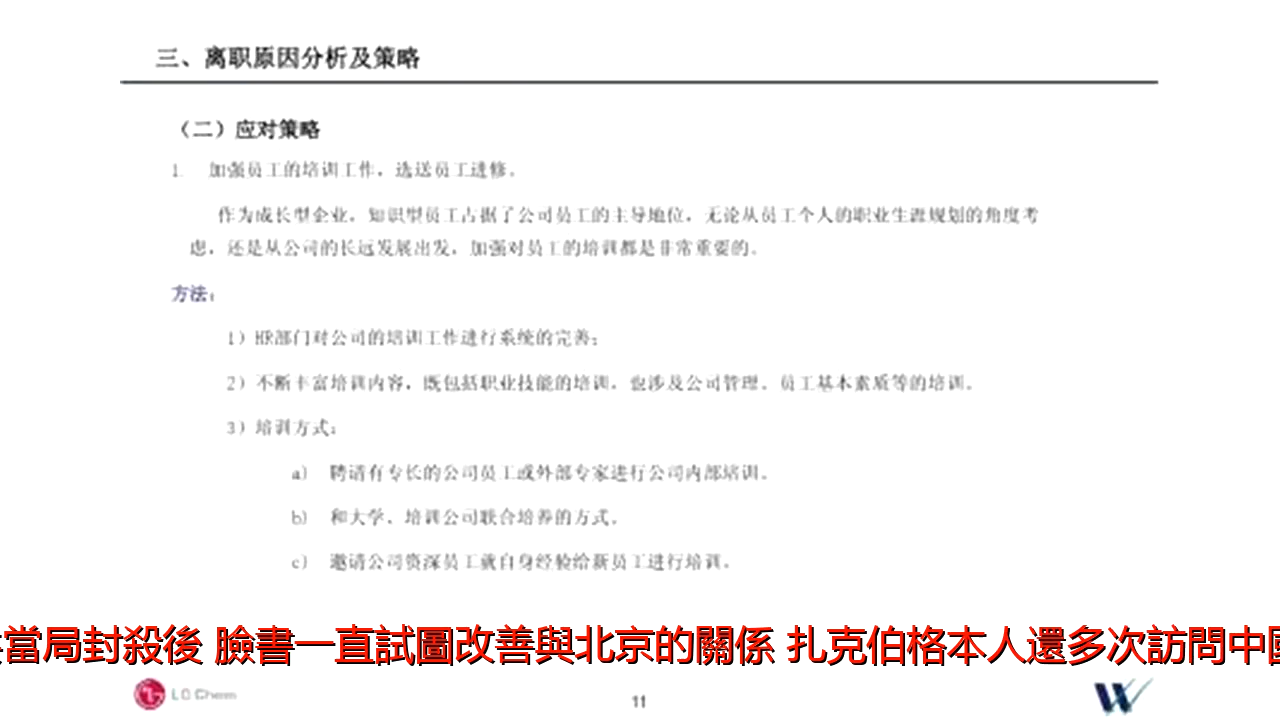 三、离职原因分析及策略
（二）应对策略
1. 加强员工的培训工作，选送员工进修。
作为成长型企业，知识型员工占据了公司员工的主导地位，无论从员工个人的职业生涯规划的角度考
虑，还是从公司的长远发展出发，加强对员工的培训都是非常重要的。
方法：
1）HR部门对公司的培训工作进行系统的完善；
2）不断丰富培训内容，既包括职业技能的培训，也涉及公司管理、员工基本素质等的培训。
3）培训方式：
a） 聘请有专长的公司员工或外部专家进行公司内部培训。
b） 和大学、培训公司联合培养的方式。
c） 邀请公司资深员工就自身经验给新员工进行培训。
當局封殺後 臉書一直試圖改善與北京的關係 扎克伯格本人還多次訪問中國
LG Chem
11
W